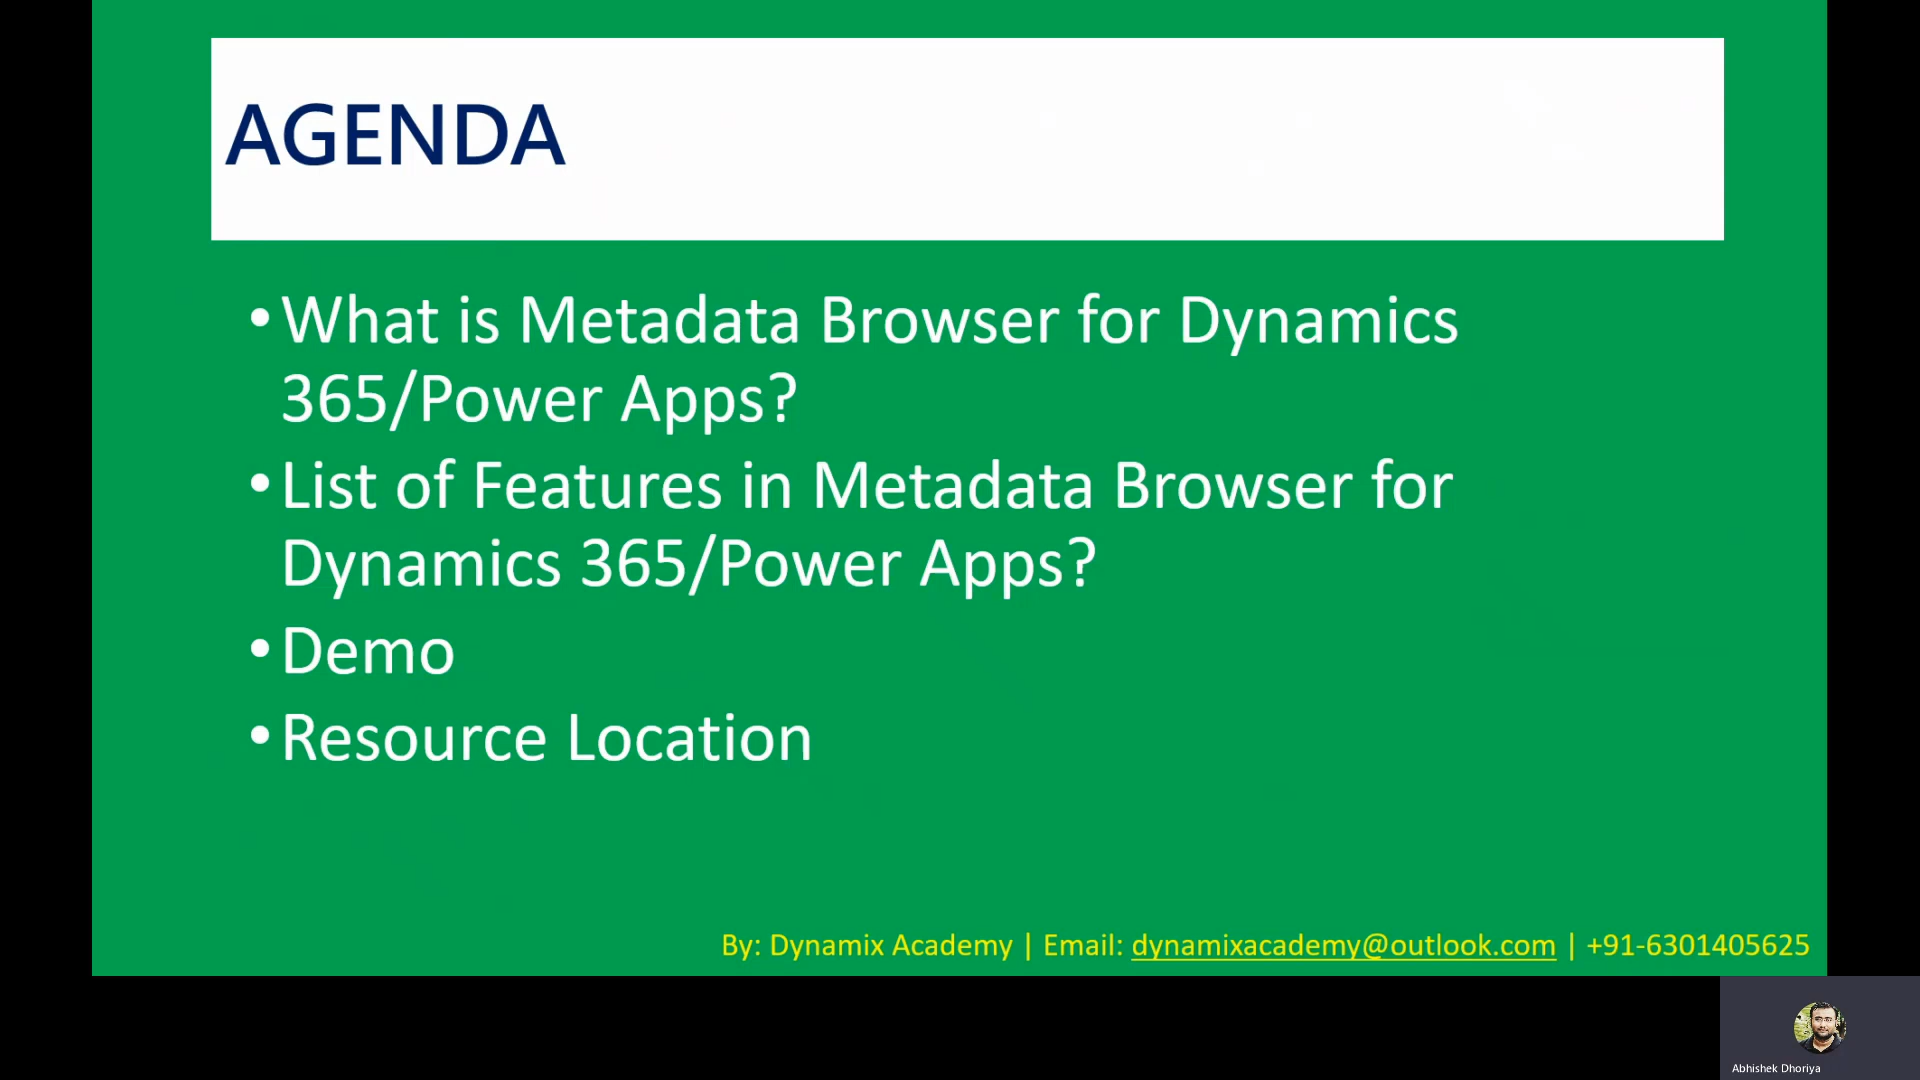 AGENDA
•What is Metadata Browser for Dynamics
365/Power Apps?
•List of Features in Metadata Browser for
Dynamics 365/Power Apps?
•Demo
•Resource Location
By: Dynamix Academy | Email: dynamixacademy@outlook.com | +91-6301405625
Abhishek Dhoriya